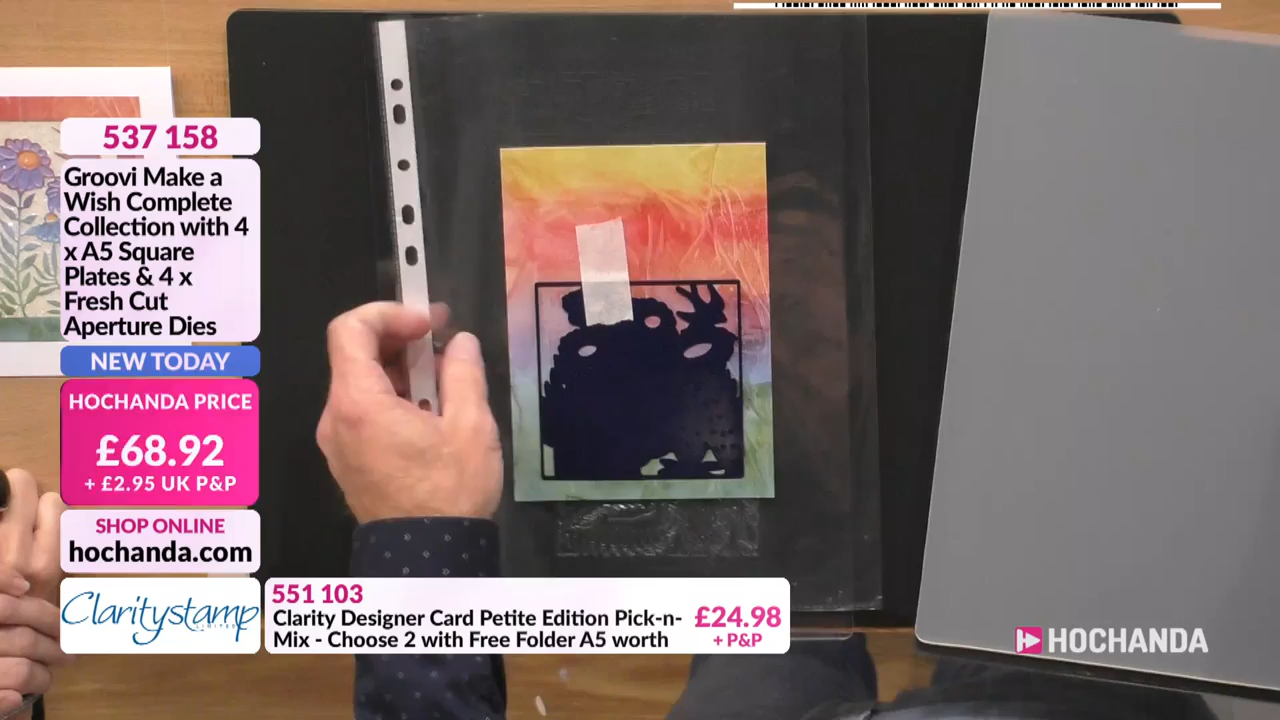 537 158
Groovi Make a
Wish Complete
Collection with 4
x A5 Square
Plates & 4 x
Fresh Cut
Aperture Dies
NEW TODAY
HOCHANDA PRICE
£68.92
+ £2.95 UK P&P
SHOP ONLINE
hochanda.com
Claritystamp
LIMITED
551 103
Clarity Designer Card Petite Edition Pick-n-
Mix - Choose 2 with Free Folder A5 worth
£24.98
+ P&P
HOCHANDA